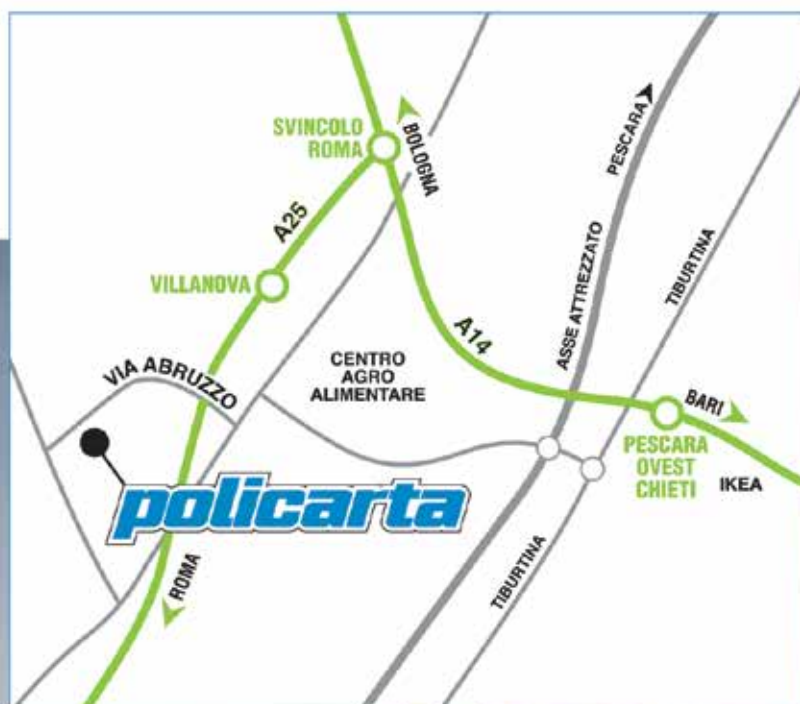 SVINCOLO
ROMA
BOLOGNA
PESCARA
A25
VILLANOVA
ASSE ATTREZZATO
TIBURTINA
A14
CENTRO
AGRO
ALIMENTARE
VIA ABRUZZO
BARI
PESCARA
OVEST
CHIETI
IKEA
policarta
ROMA
TIBURTINA